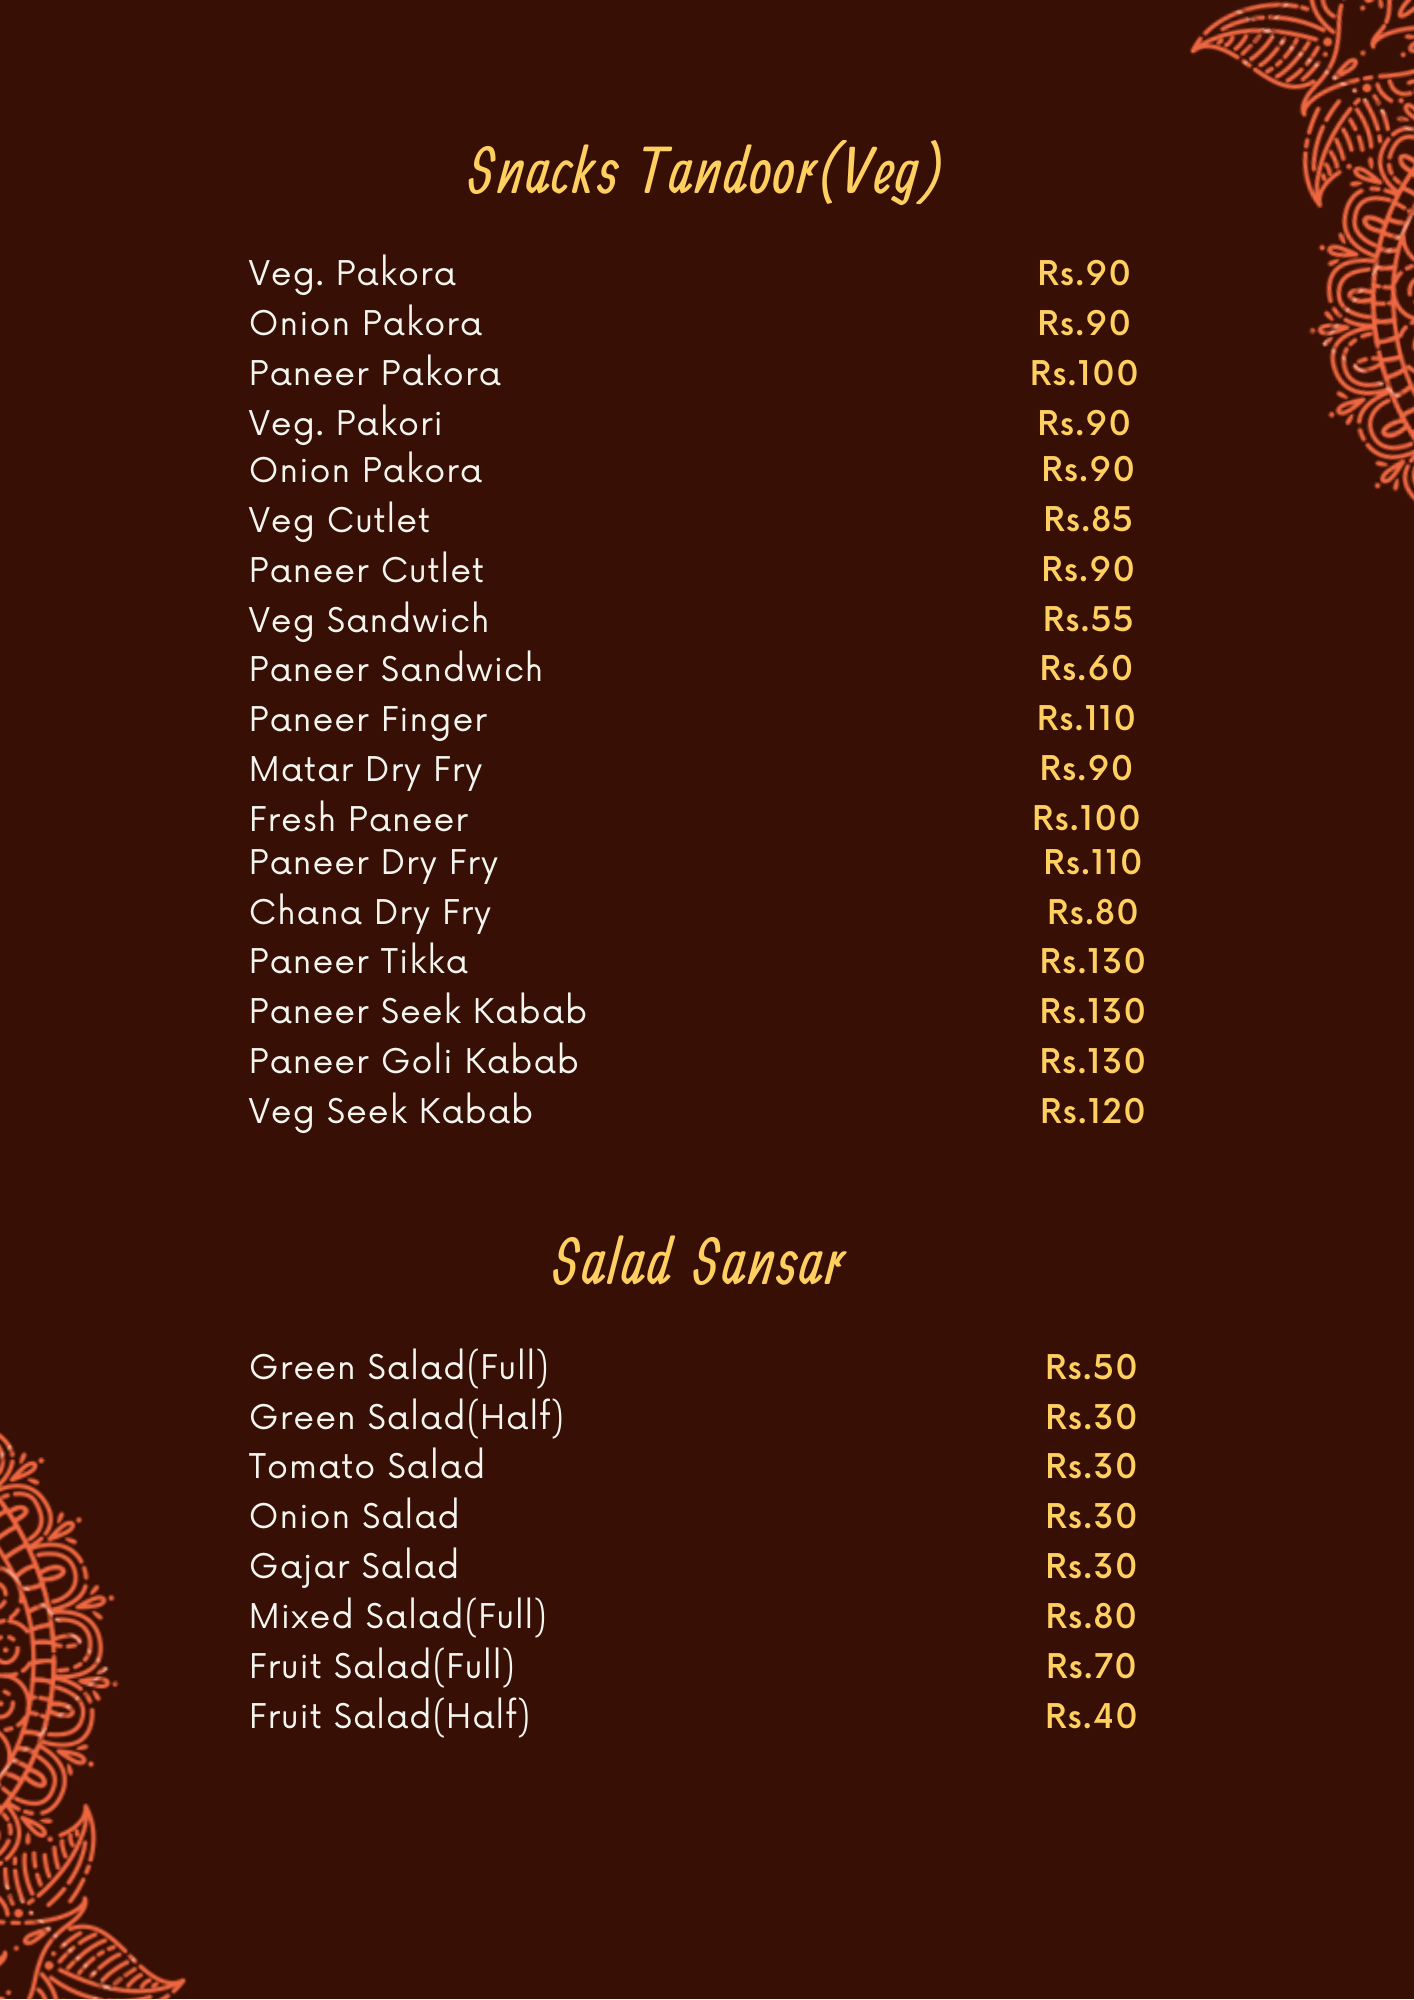 Snacks Tandoor(Veg)
Veg. Pakora Rs.90
Onion Pakora Rs.90
Paneer Pakora Rs.100
Veg. Pakori Rs.90
Onion Pakora Rs.90
Veg Cutlet Rs.85
Paneer Cutlet Rs.90
Veg Sandwich Rs.55
Paneer Sandwich Rs.60
Paneer Finger Rs.110
Matar Dry Fry Rs.90
Fresh Paneer Rs.100
Paneer Dry Fry Rs.110
Chana Dry Fry Rs.80
Paneer Tikka Rs.130
Paneer Seek Kabab Rs.130
Paneer Goli Kabab Rs.130
Veg Seek Kabab Rs.120
Salad Sansar
Green Salad(Full) Rs.50
Green Salad(Half) Rs.30
Tomato Salad Rs.30
Onion Salad Rs.30
Gajar Salad Rs.30
Mixed Salad(Full) Rs.80
Fruit Salad(Full) Rs.70
Fruit Salad(Half) Rs.40